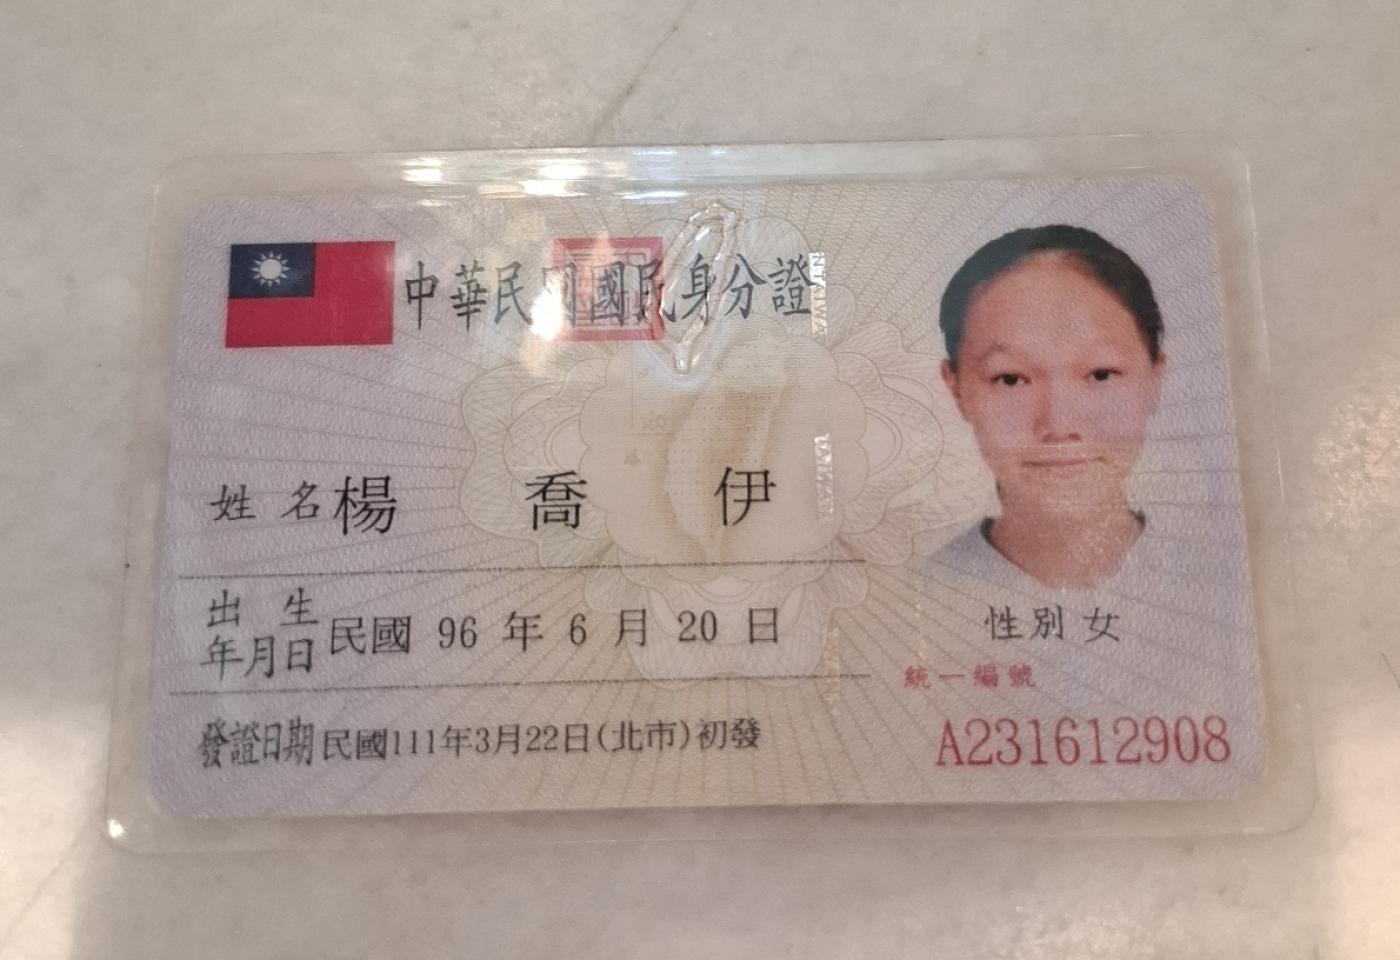 中華民國國民身分證
姓名 楊喬伊
出生年月日 民國 96 年 6 月 20 日
性別 女
統一編號
A231612908
發證日期 民國111年3月22日(北市)初發